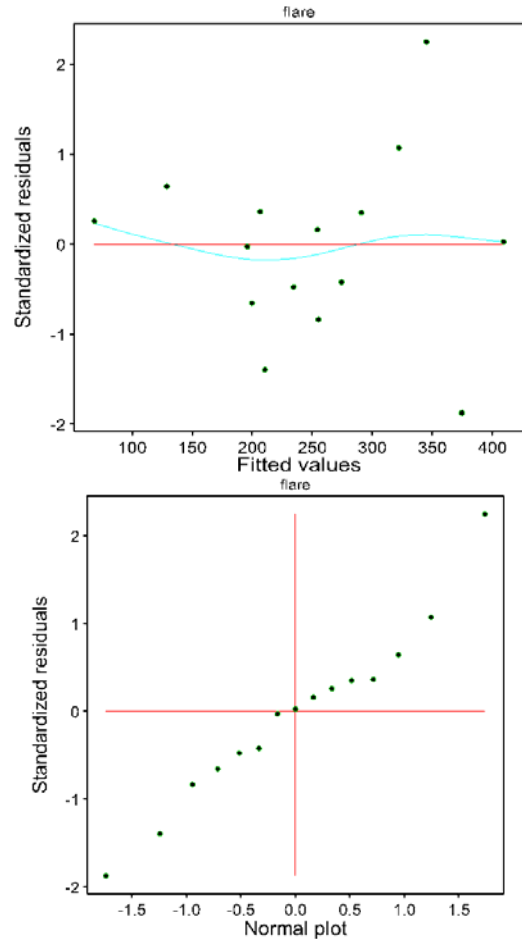 flare
Standardized residuals
2
1
0
-1
-2
100 150 200 250 300 350 400
Fitted values
flare
Standardized residuals
2
1
0
-1
-2
-1.5 -1.0 -0.5 0.0 0.5 1.0 1.5
Normal plot